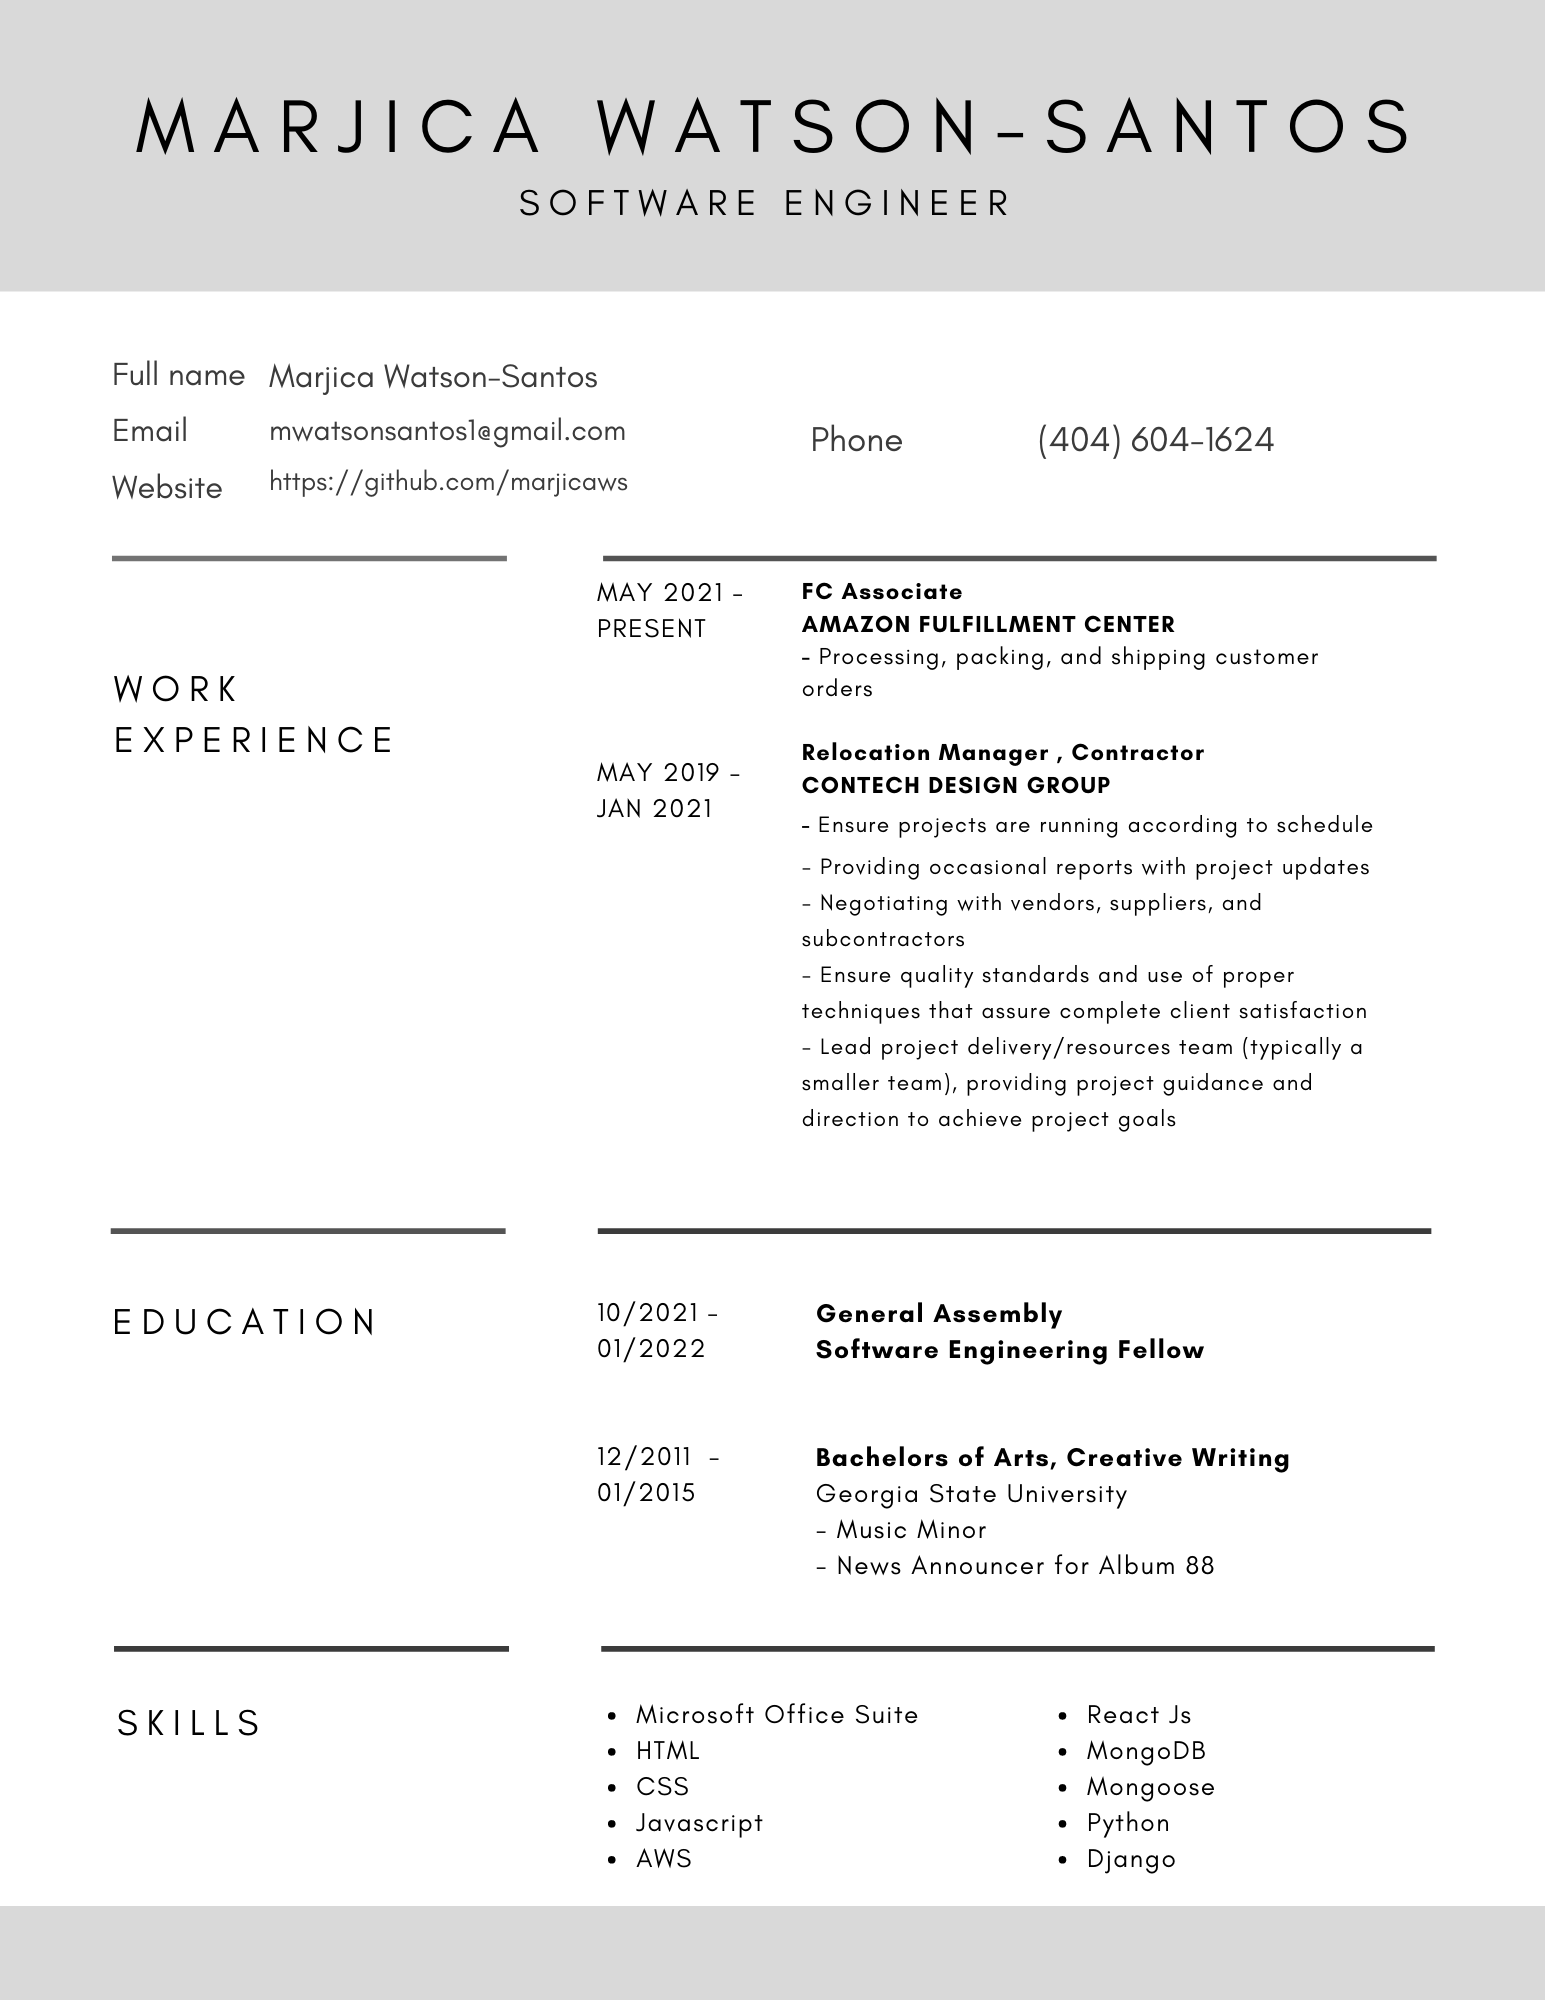 MARJICA WATSON-SANTOS
SOFTWARE ENGINEER
Full name Marjica Watson-Santos
Email mwatsonsantos1@gmail.com
Phone (404) 604-1624
Website https://github.com/marjicaws
WORK
EXPERIENCE
MAY 2021 -
PRESENT
FC Associate
AMAZON FULFILLMENT CENTER
- Processing, packing, and shipping customer
orders
MAY 2019 -
JAN 2021
Relocation Manager , Contractor
CONTECH DESIGN GROUP
- Ensure projects are running according to schedule
- Providing occasional reports with project updates
- Negotiating with vendors, suppliers, and
subcontractors
- Ensure quality standards and use of proper
techniques that assure complete client satisfaction
- Lead project delivery/resources team (typically a
smaller team), providing project guidance and
direction to achieve project goals
EDUCATION
10/2021 -
01/2022
General Assembly
Software Engineering Fellow
12/2011 -
01/2015
Bachelors of Arts, Creative Writing
Georgia State University
- Music Minor
- News Announcer for Album 88
SKILLS
• Microsoft Office Suite
• HTML
• CSS
• Javascript
• AWS
• React Js
• MongoDB
• Mongoose
• Python
• Django